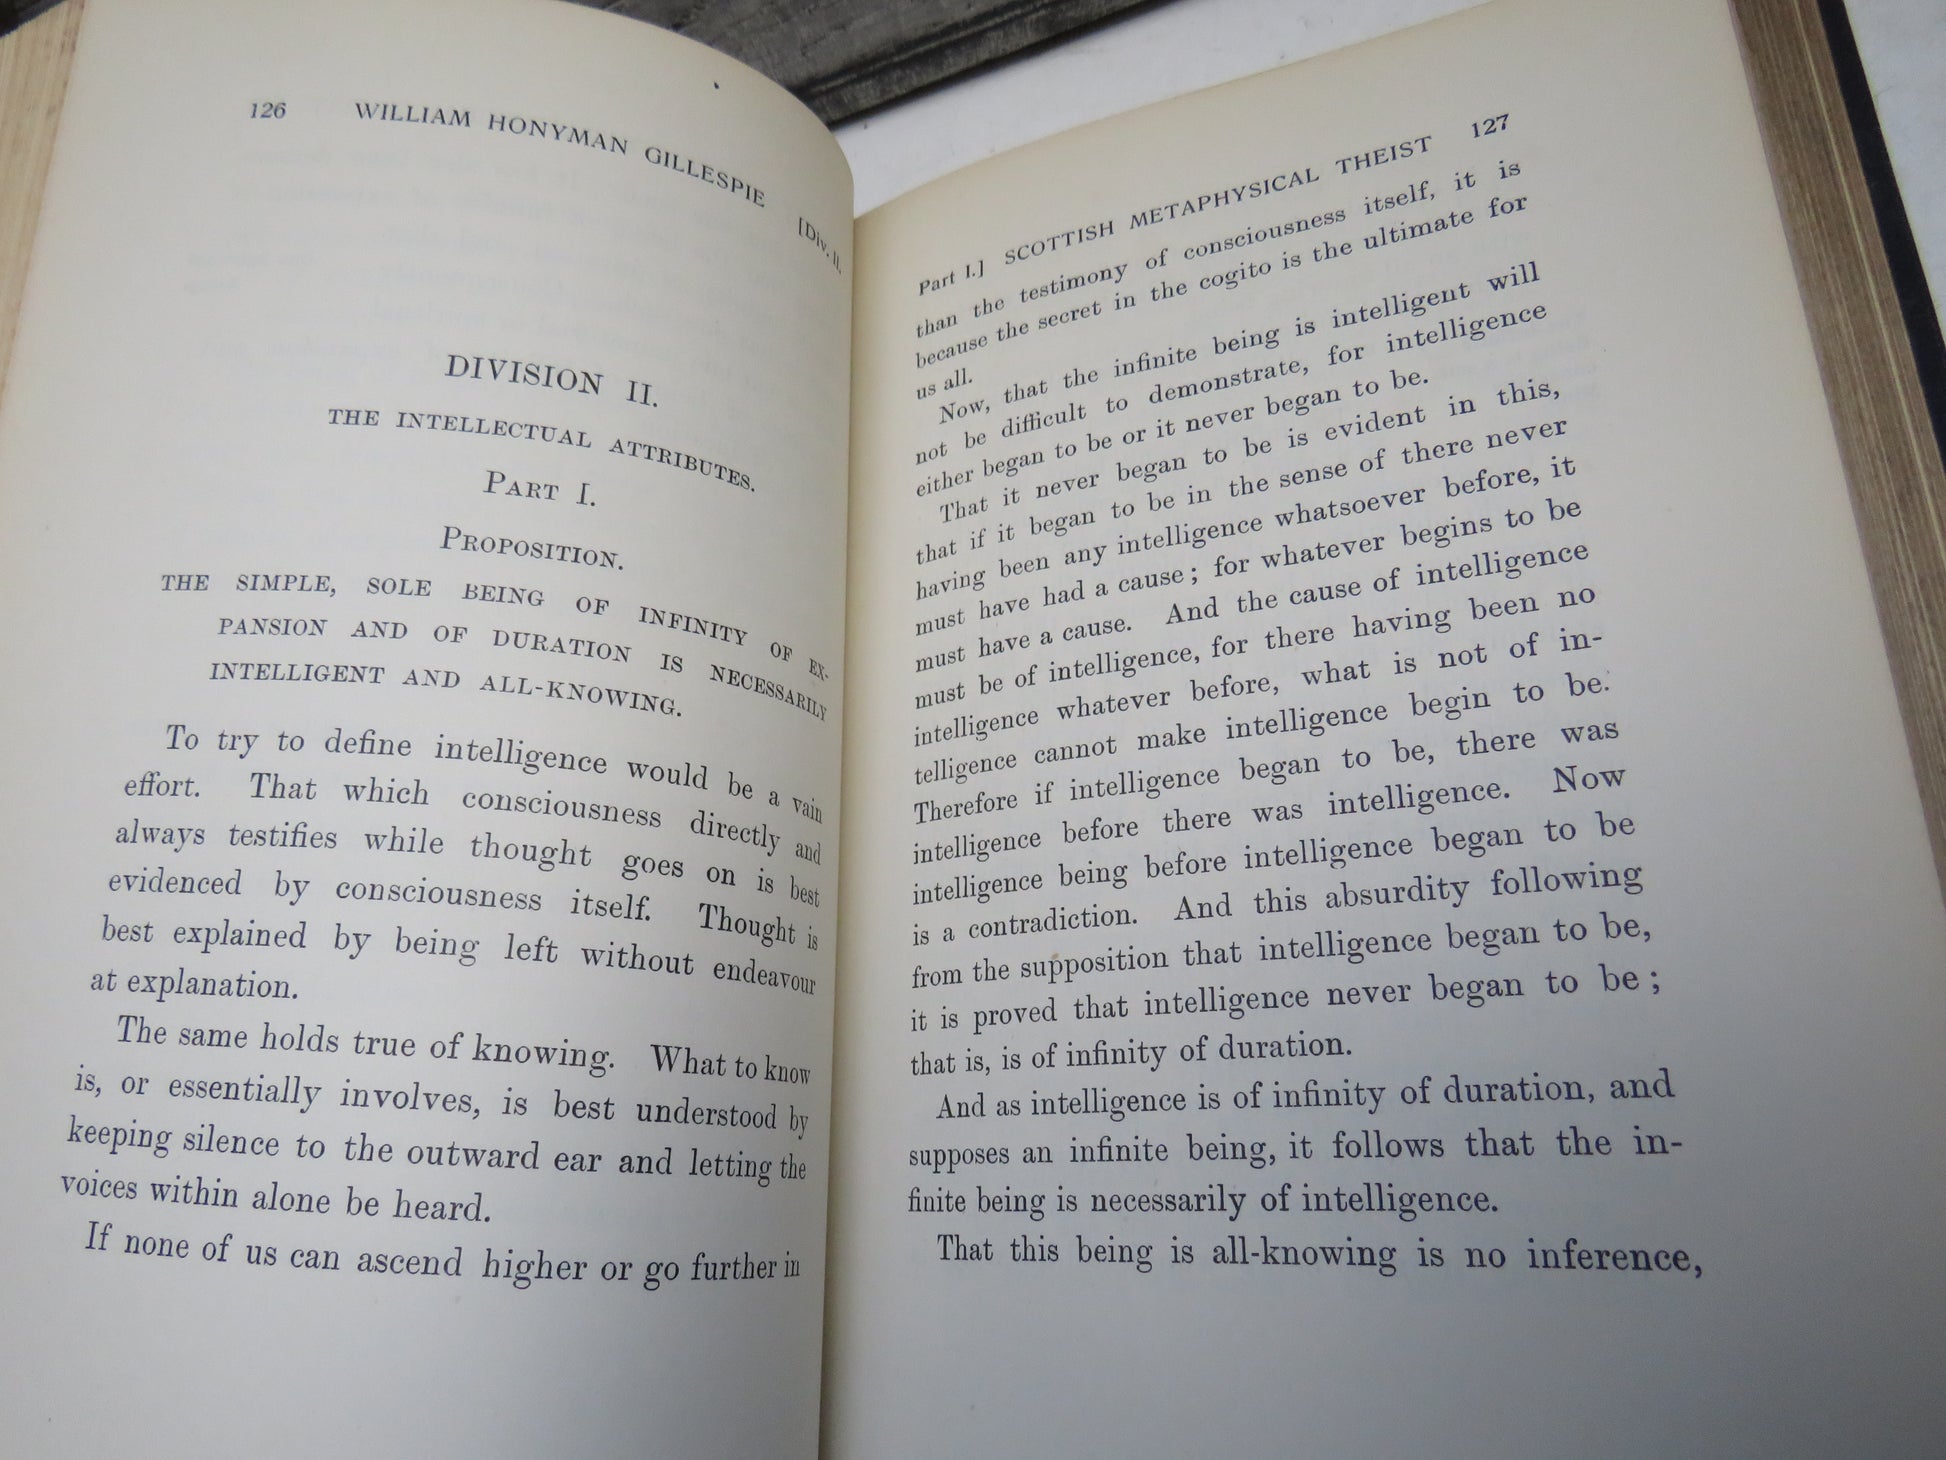 126 WILLIAM HONYMAN GILLESPIE [Div. II.
DIVISION II.
THE INTELLECTUAL ATTRIBUTES.
PART I.
PROPOSITION.
THE SIMPLE, SOLE BEING OF INFINITY OF EX-
PANSION AND OF DURATION IS NECESSARILY
INTELLIGENT AND ALL-KNOWING.
To try to define intelligence would be a vain
effort. That which consciousness directly and
always testifies while thought goes on is best
evidenced by consciousness itself. Thought is
best explained by being left without endeavour
at explanation.
The same holds true of knowing. What to know
is, or essentially involves, is best understood by
keeping silence to the outward ear and letting the
voices within alone be heard.
If none of us can ascend higher or go further in
Part I.] SCOTTISH METAPHYSICAL THEIST 127
than the testimony of consciousness itself, it is
because the secret in the cogito is the ultimate for
us all.
Now, that the infinite being is intelligent will
not be difficult to demonstrate, for intelligence
either began to be or it never began to be.
That it never began to be is evident in this,
that if it began to be in the sense of there never
having been any intelligence whatsoever before, it
must have had a cause; for whatever begins to be
must have a cause. And the cause of intelligence
must be of intelligence, for there having been no
intelligence whatever before, what is not of in-
telligence cannot make intelligence begin to be.
Therefore if intelligence began to be, there was
intelligence before there was intelligence. Now
intelligence being before intelligence began to be
is a contradiction. And this absurdity following
from the supposition that intelligence began to be,
it is proved that intelligence never began to be;
that is, is of infinity of duration.
And as intelligence is of infinity of duration, and
supposes an infinite being, it follows that the in-
finite being is necessarily of intelligence.
That this being is all-knowing is no inference,